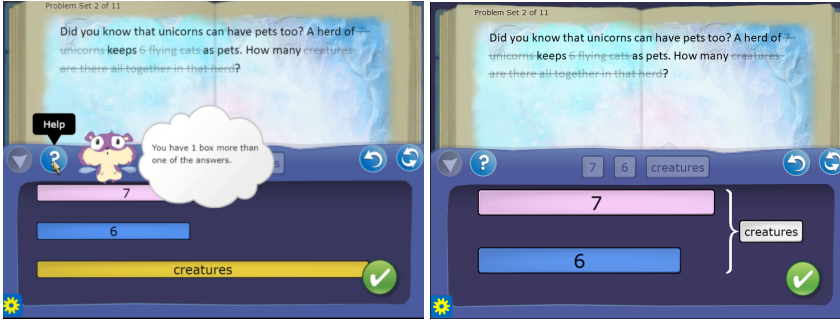 Problem Set 2 of 11
Did you know that unicorns can have pets too? A herd of 7
unicorns keeps 6 flying cats as pets. How many creatures
are there all together in that herd?
Help
You have 1 box more than
one of the answers.
s
7
6
creatures
Problem Set 2 of 11
Did you know that unicorns can have pets too? A herd of 7
unicorns keeps 6 flying cats as pets. How many creatures
are there all together in that herd?
7 6 creatures
7
creatures
6